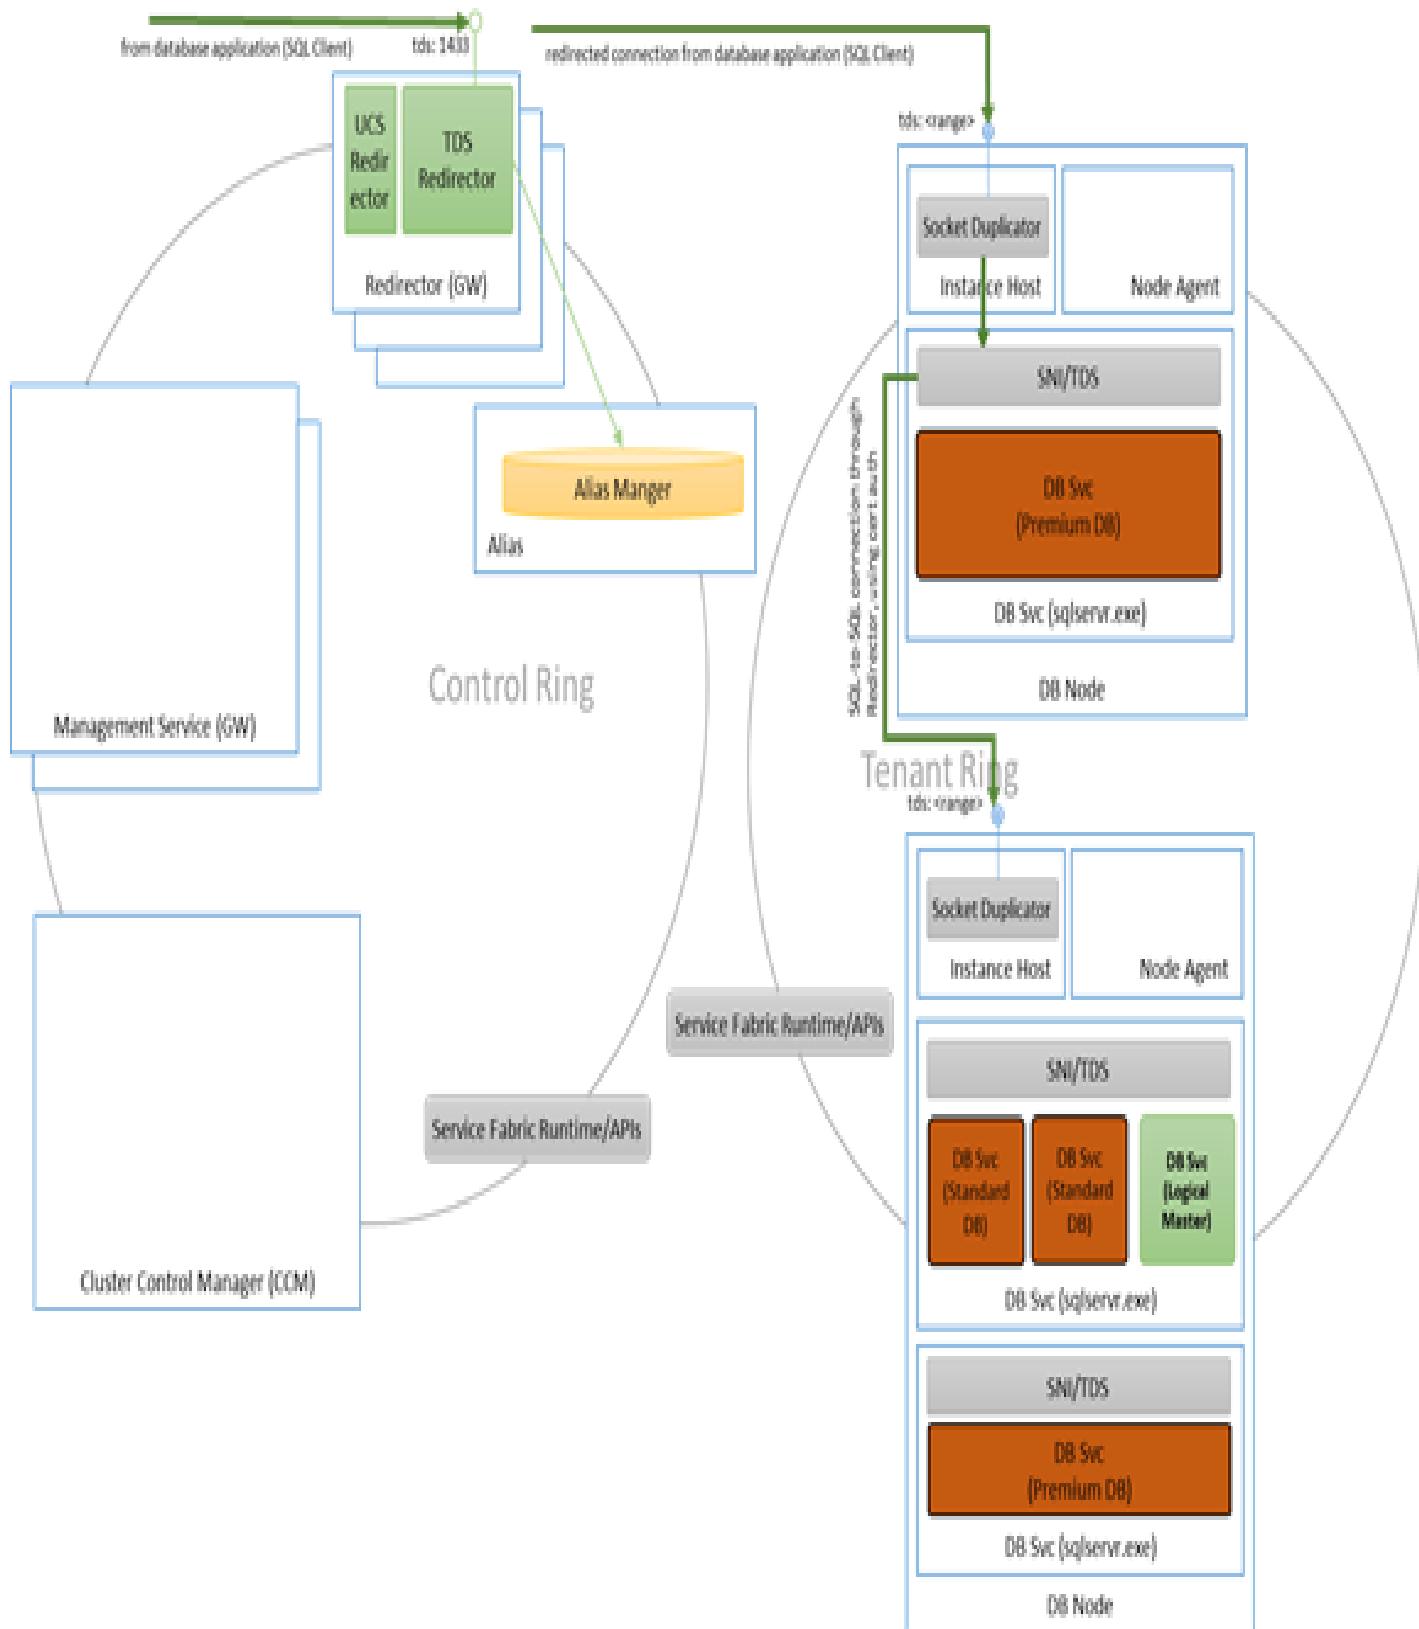 from database application (SQL Client)
tds: 1433
redirected connection from database application (SQL Client)
tds: <range>
UCS
Redir
ector
TDS
Redirector
Redirector (GW)
Socket Duplicator
Instance Host
Node Agent
SNI/TDS
DB Svc
(Premium DB)
DB Svc (sqlservr.exe)
DB Node
SQL-to-SQL connection through
Redirector, using cert auth
Alias Manger
Alias
Control Ring
Management Service (GW)
Tenant Ring
tds: <range>
Socket Duplicator
Instance Host
Node Agent
Service Fabric Runtime/APIs
SNI/TDS
Service Fabric Runtime/APIs
DB Svc
(Standard
DB)
DB Svc
(Standard
DB)
DB Svc
(Logical
Master)
DB Svc (sqlservr.exe)
Cluster Control Manager (CCM)
SNI/TDS
DB Svc
(Premium DB)
DB Svc (sqlservr.exe)
DB Node